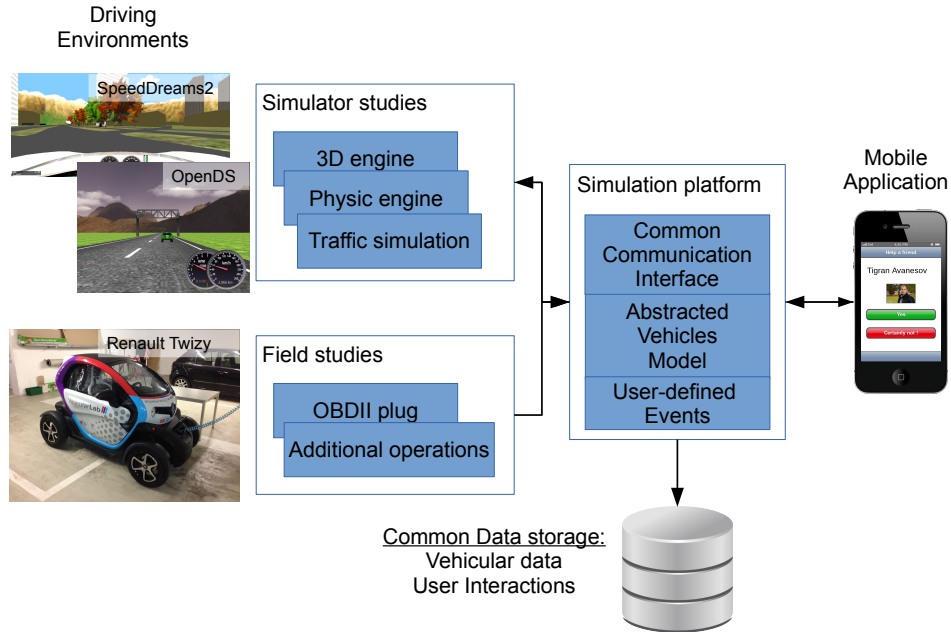 Driving
Environments
SpeedDreams2
OpenDS
Renault Twizy
Simulator studies
3D engine
Physic engine
Traffic simulation
Field studies
OBDII plug
Additional operations
Simulation platform
Common
Communication
Interface
Abstracted
Vehicles
Model
User-defined
Events
Mobile
Application
Help a friend
Tigran Avanesov
Yes
Certainly not !
Common Data storage:
Vehicular data
User Interactions